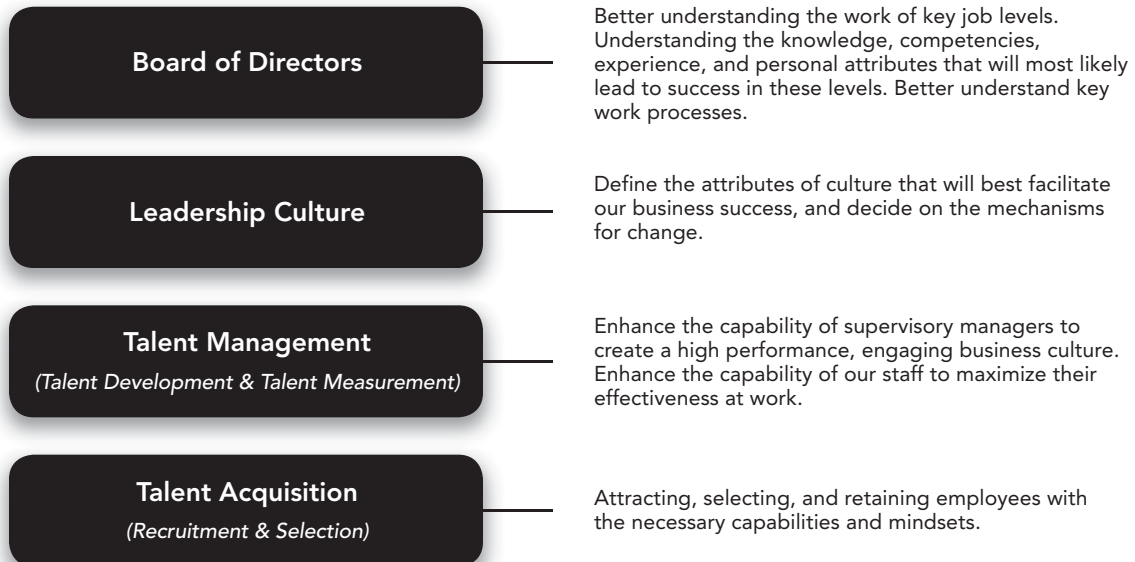 Board of Directors
Better understanding the work of key job levels.
Understanding the knowledge, competencies,
experience, and personal attributes that will most likely
lead to success in these levels. Better understand key
work processes.
Leadership Culture
Define the attributes of culture that will best facilitate
our business success, and decide on the mechanisms
for change.
Talent Management
(Talent Development & Talent Measurement)
Enhance the capability of supervisory managers to
create a high performance, engaging business culture.
Enhance the capability of our staff to maximize their
effectiveness at work.
Talent Acquisition
(Recruitment & Selection)
Attracting, selecting, and retaining employees with
the necessary capabilities and mindsets.